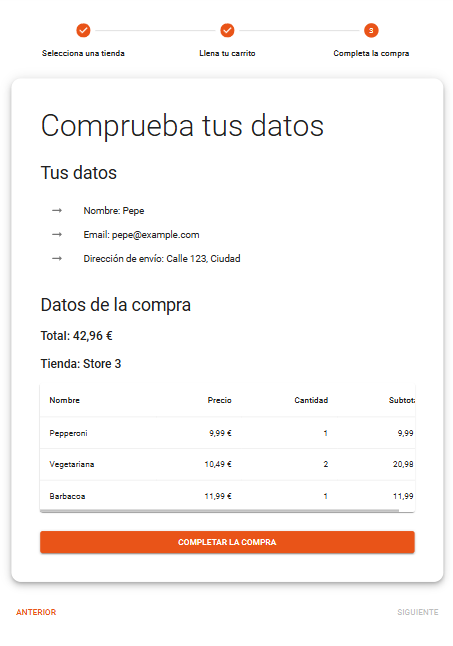 3
Selecciona una tienda Llena tu carrito Completa la compra
Comprueba tus datos
Tus datos
Nombre: Pepe
Email: pepe@example.com
Dirección de envío: Calle 123, Ciudad
Datos de la compra
Total: 42,96 €
Tienda: Store 3
Nombre Precio Cantidad Subtota
Pepperoni 9,99 € 1 9,99
Vegetariana 10,49 € 2 20,98
Barbacoa 11,99 € 1 11,99
COMPLETAR LA COMPRA
ANTERIOR SIGUIENTE